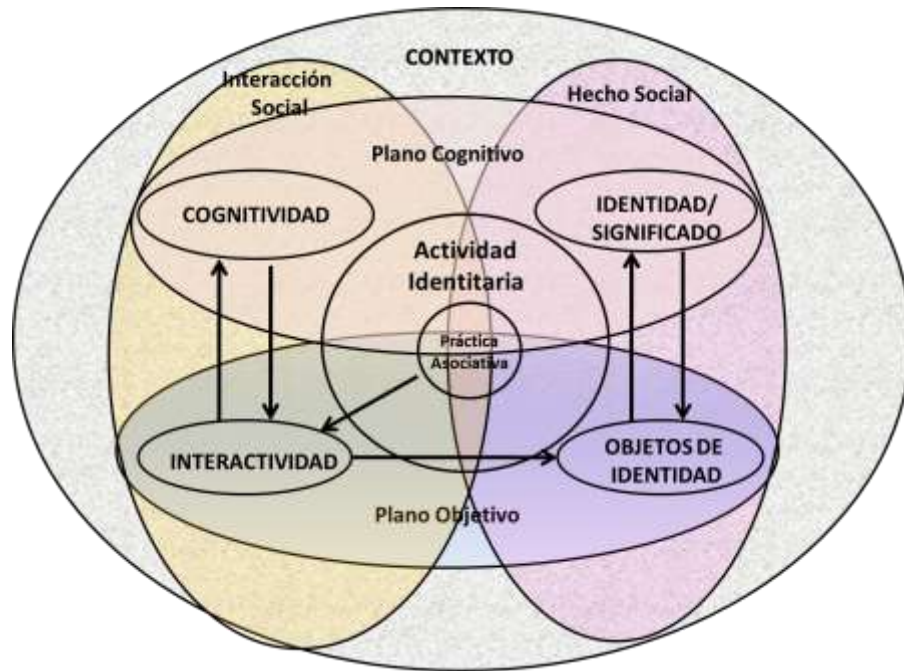 CONTEXTO
Interacción
Social
Hecho Social
Plano Cognitivo
COGNITIVIDAD
IDENTIDAD/
SIGNIFICADO
Actividad
Identitaria
Práctica
Asociativa
INTERACTIVIDAD
OBJETOS DE
IDENTIDAD
Plano Objetivo